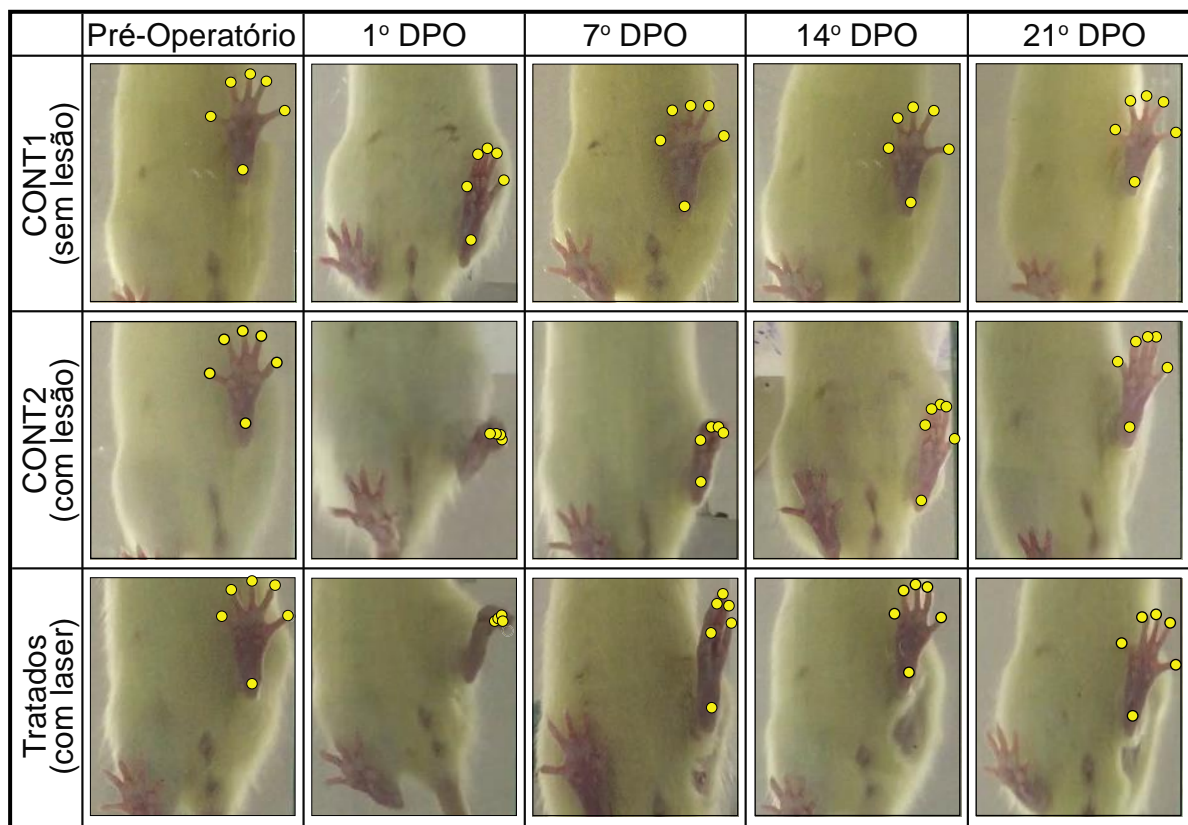 Pré-Operatório 1º DPO 7º DPO 14º DPO 21º DPO
CONT1
(sem lesão)
CONT2
(com lesão)
Tratados
(com laser)